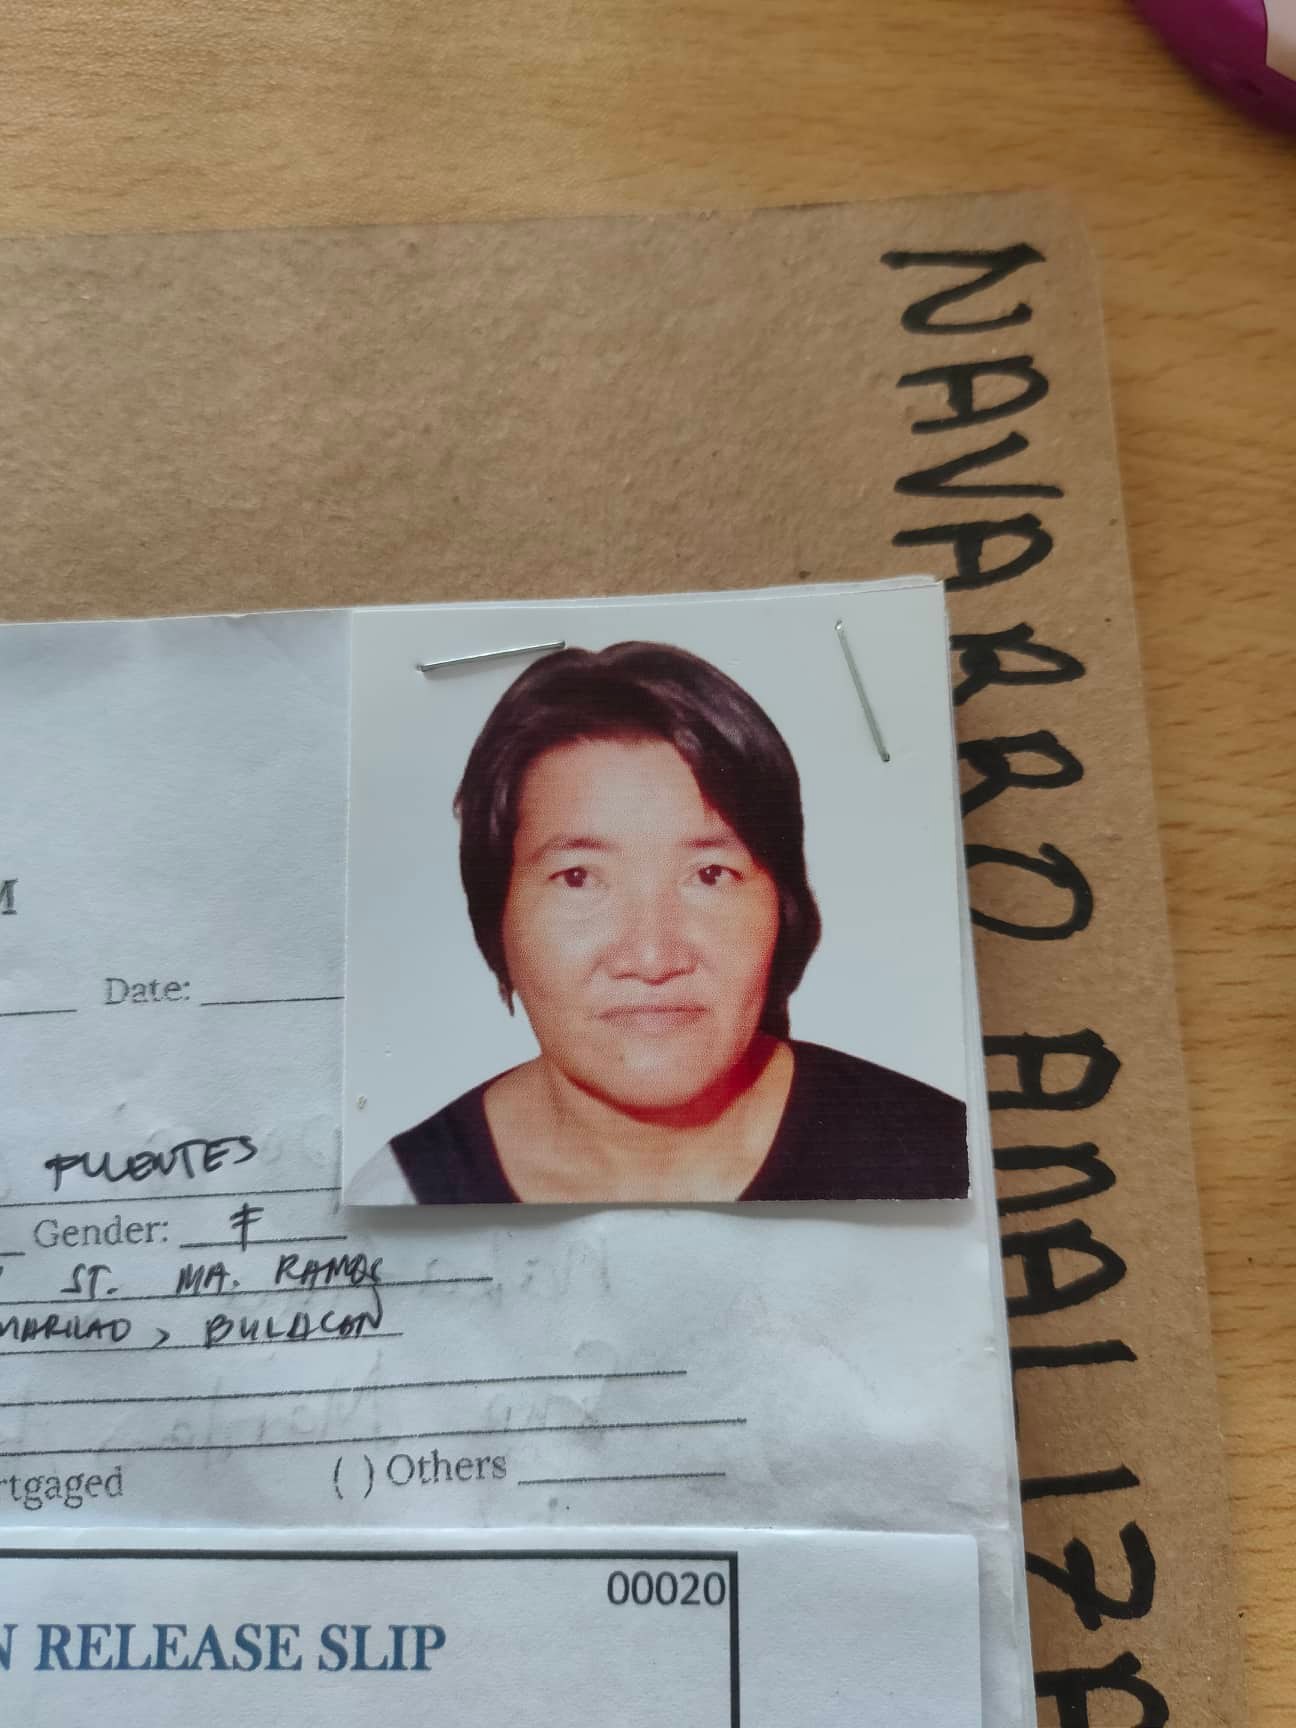 NAVARRO ANALIZA
M
Date:
FUENTES
Gender: F
ST. MA. RAMOS
MARILAO, BULACAN
rtgaged ( ) Others
00020
N RELEASE SLIP